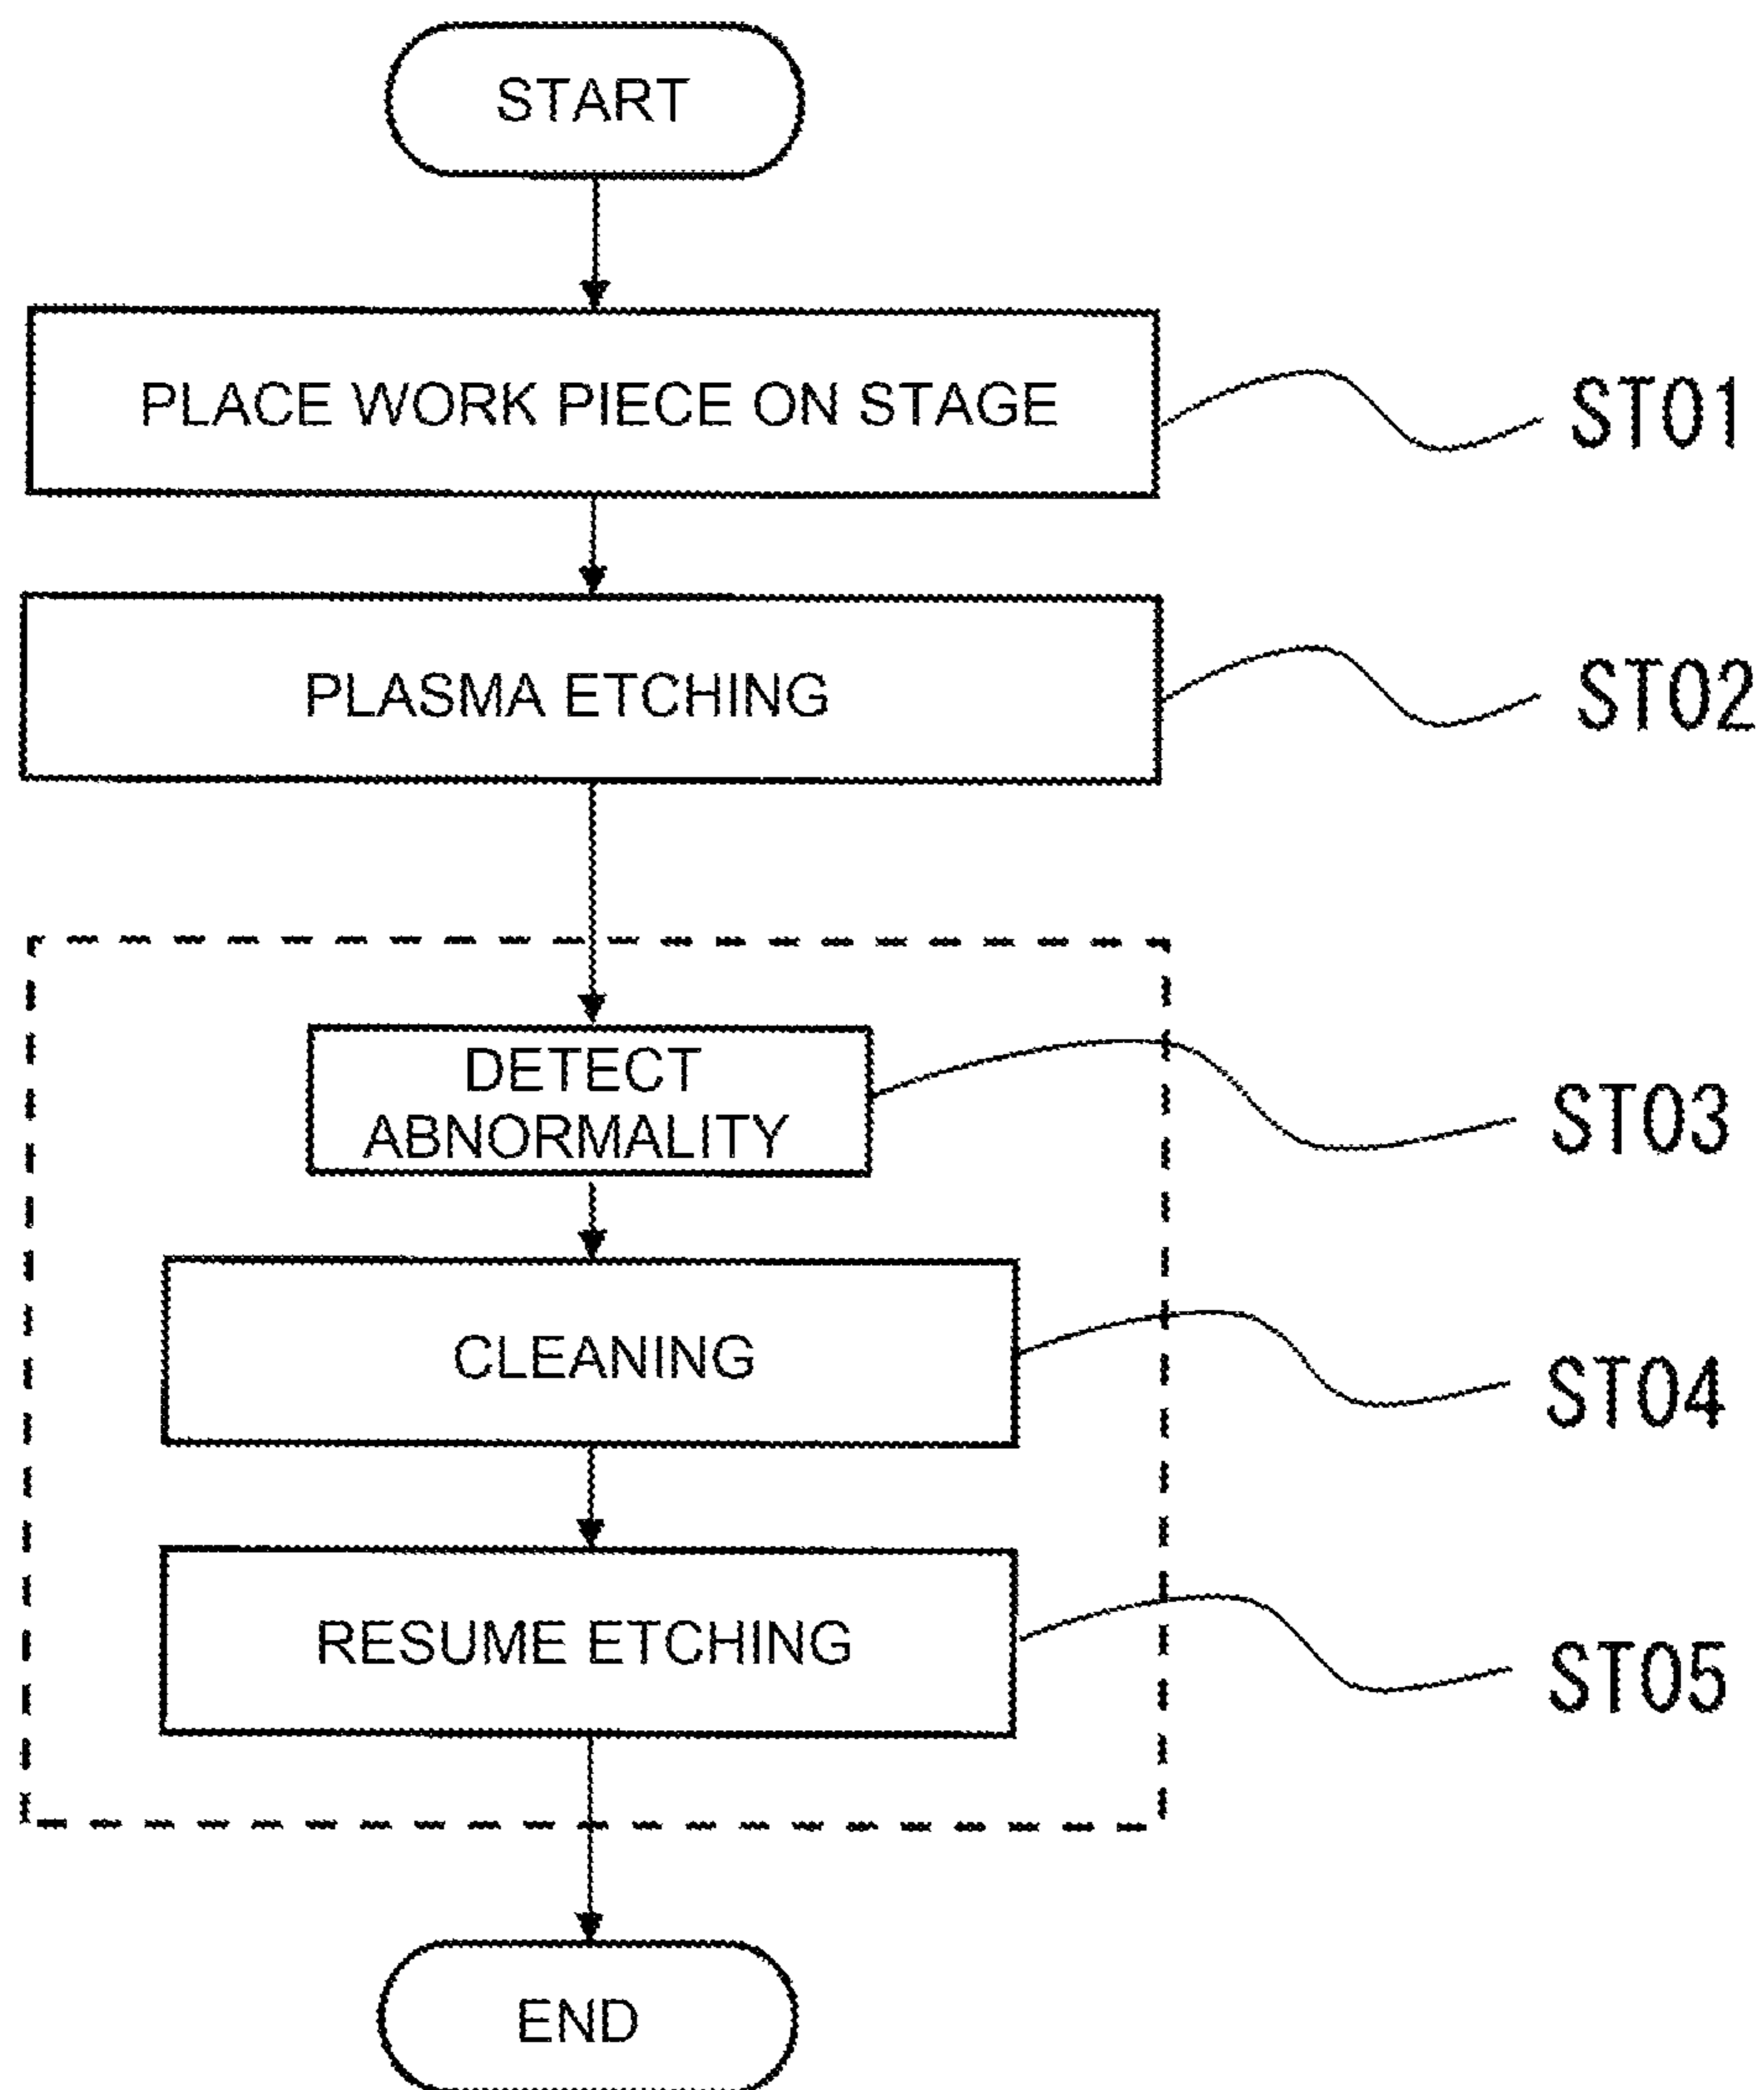 START
PLACE WORK PIECE ON STAGE
ST01
PLASMA ETCHING
ST02
DETECT
ABNORMALITY
ST03
CLEANING
ST04
RESUME ETCHING
ST05
END